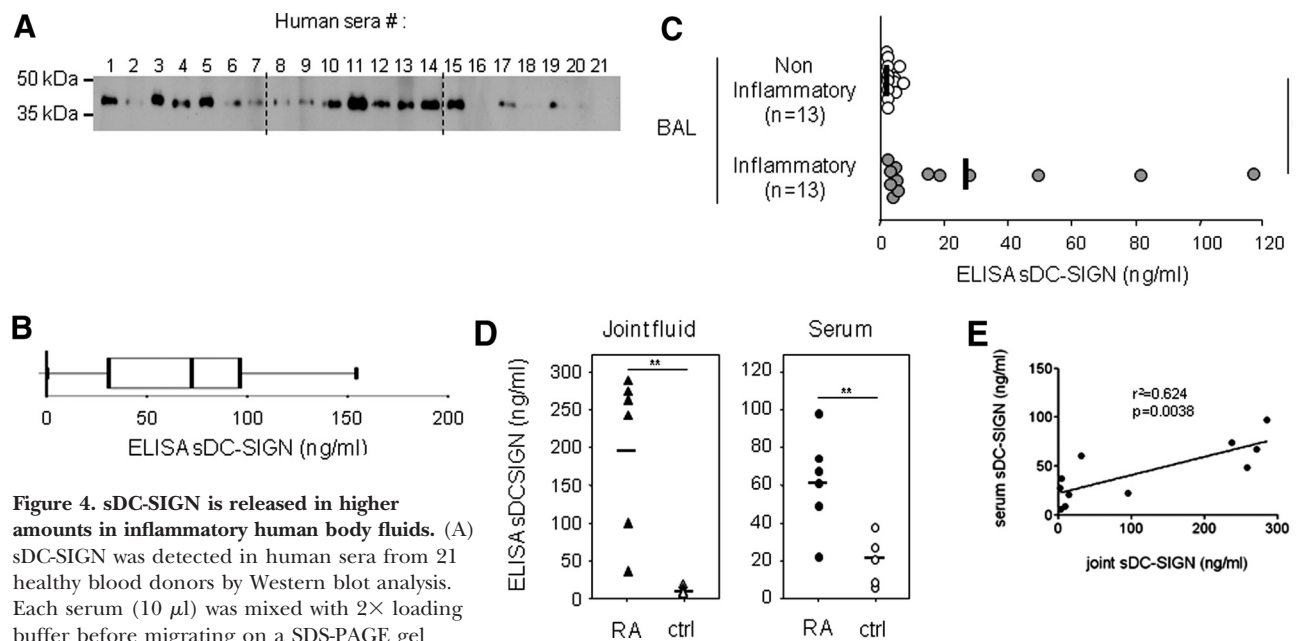 A
Human sera # :
1 2 3 4 5 6 7 8 9 10 11 12 13 14 15 16 17 18 19 20 21
50 kDa
35 kDa
B
0 50 100 150 200
ELISA sDC-SIGN (ng/ml)
Figure 4. sDC-SIGN is released in higher
amounts in inflammatory human body fluids. (A)
sDC-SIGN was detected in human sera from 21
healthy blood donors by Western blot analysis.
Each serum (10 μl) was mixed with 2× loading
buffer before migrating on a SDS-PAGE gel
C
BAL
Non
Inflammatory
(n=13)
Inflammatory
(n=13)
0 20 40 60 80 100 120
ELISA sDC-SIGN (ng/ml)
D
Joint fluid
ELISA sDCSIGN (ng/ml)
300
250
200
150
100
50
0
**
RA ctrl
Serum
120
100
80
60
40
20
0
**
RA ctrl
E
serum sDC-SIGN (ng/ml)
150
100
50
0
r²=0.624
p=0.0038
0 100 200 300
joint sDC-SIGN (ng/ml)